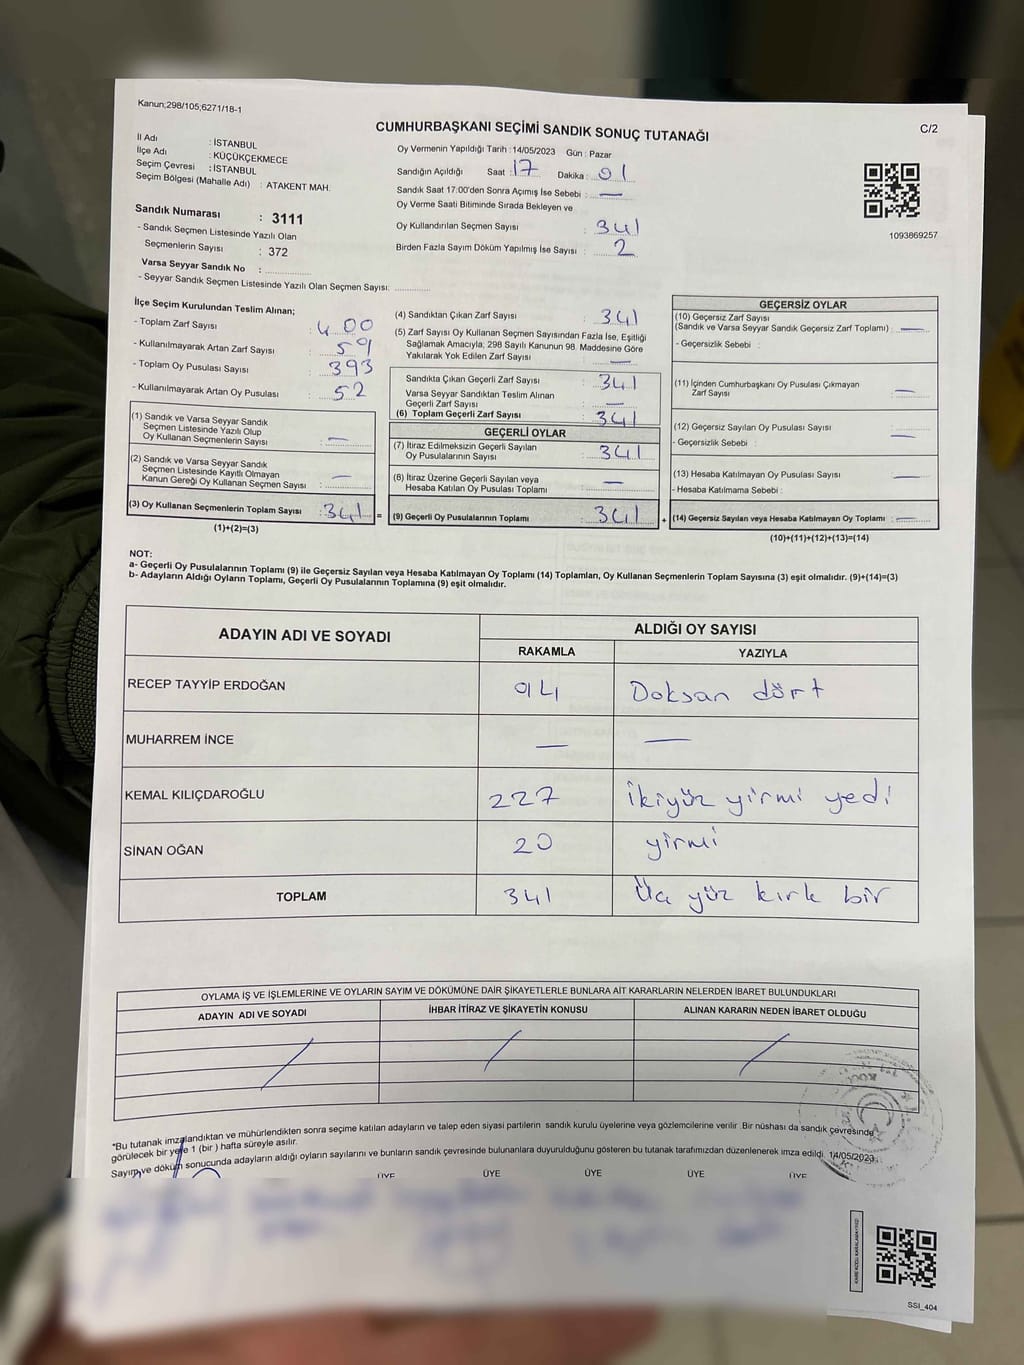 Kanun;298/105;6271/18-1
CUMHURBAŞKANI SEÇİMİ SANDIK SONUÇ TUTANAĞI
C/2
İl Adı : İSTANBUL
İlçe Adı : KÜÇÜKÇEKMECE
Seçim Çevresi : İSTANBUL
Seçim Bölgesi (Mahalle Adı) : ATAKENT MAH.
Sandık Numarası : 3111
- Sandık Seçmen Listesinde Yazılı Olan
Seçmenlerin Sayısı : 372
Varsa Seyyar Sandık No :
- Seyyar Sandık Seçmen Listesinde Yazılı Olan Seçmen Sayısı:
Oy Vermenin Yapıldığı Tarih : 14/05/2023 Gün : Pazar
Sandığın Açıldığı Saat : 17 Dakika : 01
Sandık Saat 17:00'den Sonra Açımış İse Sebebi : —
Oy Verme Saati Bitiminde Sırada Bekleyen ve
Oy Kullandırılan Seçmen Sayısı : 341
Birden Fazla Sayım Döküm Yapılmış İse Sayısı : 2
1093869257
İlçe Seçim Kurulundan Teslim Alınan;
- Toplam Zarf Sayısı : 400
- Kullanılmayarak Artan Zarf Sayısı : 59
- Toplam Oy Pusulası Sayısı : 393
- Kullanılmayarak Artan Oy Pusulası : 52
(1) Sandık ve Varsa Seyyar Sandık
Seçmen Listesinde Yazılı Olup
Oy Kullanan Seçmenlerin Sayısı : —
(2) Sandık ve Varsa Seyyar Sandık
Seçmen Listesinde Kayıtlı Olmayan
Kanun Gereği Oy Kullanan Seçmen Sayısı : —
(3) Oy Kullanan Seçmenlerin Toplam Sayısı : 341 =
(1)+(2)=(3)
(4) Sandıktan Çıkan Zarf Sayısı : 341
(5) Zarf Sayısı Oy Kullanan Seçmen Sayısından Fazla İse, Eşitliği
Sağlamak Amacıyla, 298 Sayılı Kanunun 98. Maddesine Göre
Yakılarak Yok Edilen Zarf Sayısı : —
Sandıkta Çıkan Geçerli Zarf Sayısı : 341
Varsa Seyyar Sandıktan Teslim Alınan
Geçerli Zarf Sayısı : —
(6) Toplam Geçerli Zarf Sayısı : 341
GEÇERLİ OYLAR
(7) İtiraz Edilmeksizin Geçerli Sayılan
Oy Pusulalarının Sayısı : 341
(8) İtiraz Üzerine Geçerli Sayılan veya
Hesaba Katılan Oy Pusulası Toplamı : —
(9) Geçerli Oy Pusulalarının Toplamı : 341 +
GEÇERSİZ OYLAR
(10) Geçersiz Zarf Sayısı
(Sandık ve Varsa Seyyar Sandık Geçersiz Zarf Toplamı) : —
- Geçersizlik Sebebi :
(11) İçinden Cumhurbaşkanı Oy Pusulası Çıkmayan
Zarf Sayısı : —
(12) Geçersiz Sayılan Oy Pusulası Sayısı : —
- Geçersizlik Sebebi :
(13) Hesaba Katılmayan Oy Pusulası Sayısı : —
- Hesaba Katılmama Sebebi :
(14) Geçersiz Sayılan veya Hesaba Katılmayan Oy Toplamı : —
(10)+(11)+(12)+(13)=(14)
NOT:
a- Geçerli Oy Pusulalarının Toplamı (9) ile Geçersiz Sayılan veya Hesaba Katılmayan Oy Toplamı (14) Toplamları, Oy Kullanan Seçmenlerin Toplam Sayısına (3) eşit olmalıdır. (9)+(14)=(3)
b- Adayların Aldığı Oyların Toplamı, Geçerli Oy Pusulalarının Toplamına (9) eşit olmalıdır.
ADAYIN ADI VE SOYADI ALDIĞI OY SAYISI
RAKAMLA YAZIYLA
RECEP TAYYİP ERDOĞAN 94 Doksan dört
MUHARREM İNCE — —
KEMAL KILIÇDAROĞLU 227 ikiyüz yirmi yedi
SİNAN OĞAN 20 yirmi
TOPLAM 341 Üç yüz kırk bir
OYLAMA İŞ VE İŞLEMLERİNE VE OYLARIN SAYIM VE DÖKÜMÜNE DAİR ŞİKAYETLERLE BUNLARA AİT KARARLARIN NELERDEN İBARET BULUNDUKLARI
ADAYIN ADI VE SOYADI İHBAR İTİRAZ VE ŞİKAYETİN KONUSU ALINAN KARARIN NEDEN İBARET OLDUĞU
*Bu tutanak imzalandıktan ve mühürlendikten sonra seçime katılan adayların ve talep eden siyasi partilerin sandık kurulu üyelerine veya gözlemcilerine verilir .Bir nüshası da sandık çevresinde
görülecek bir yere 1 (bir ) hafta süreyle asılır.
Sayım ve döküm sonucunda adayların aldığı oyların sayılarını ve bunların sandık çevresinde bulunanlara duyurulduğunu gösteren bu tutanak tarafımızdan düzenlenerek imza edildi. 14/05/2023
ÜYE ÜYE ÜYE ÜYE ÜYE
SSI_404